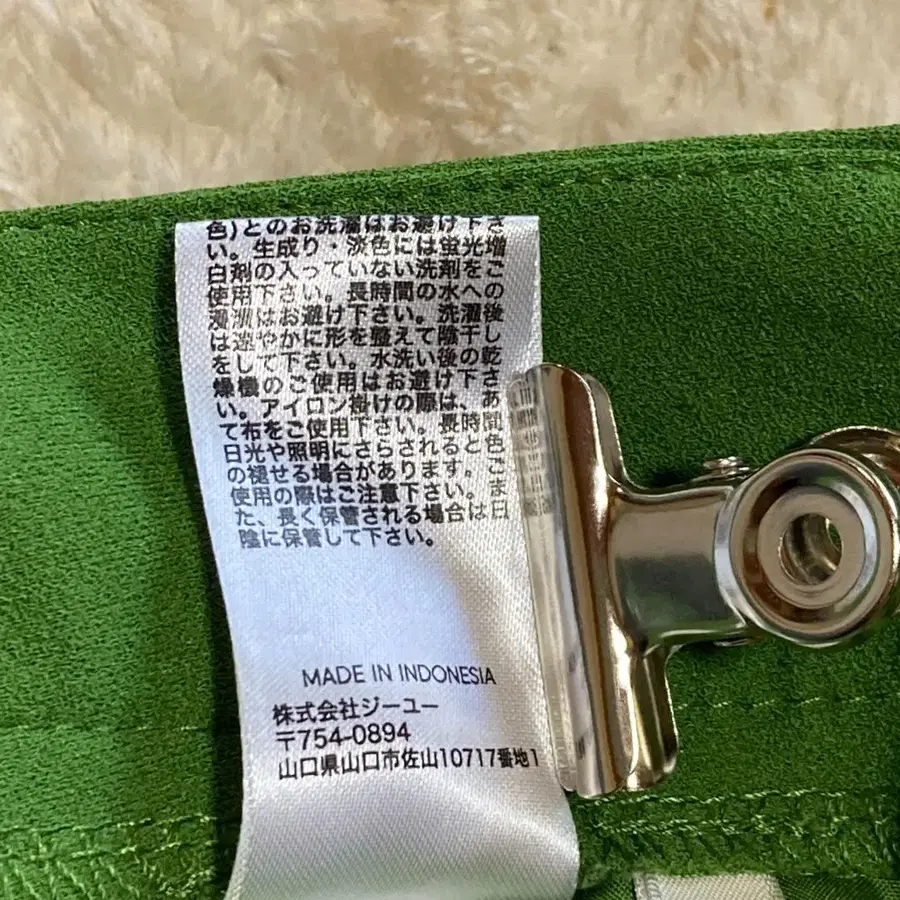 色)とのお洗濯はお避け下さ
い。生成り・淡色には蛍光増
白剤の入っていない洗剤をご
使用下さい。長時間の水への
浸漬はお避け下さい。洗濯後
は速やかに形を整えて陰干し
をして下さい。水洗い後の乾
燥機のご使用はお避け下さ
い。アイロン掛けの際は、あ
て布をご使用下さい。長時間
日光や照明にさらされると色
の褪せる場合があります。ご
使用の際はご注意下さい。ま
た、長く保管される場合は日
陰に保管して下さい。
MADE IN INDONESIA
株式会社ジーユー
〒754-0894
山口県山口市佐山10717番地1